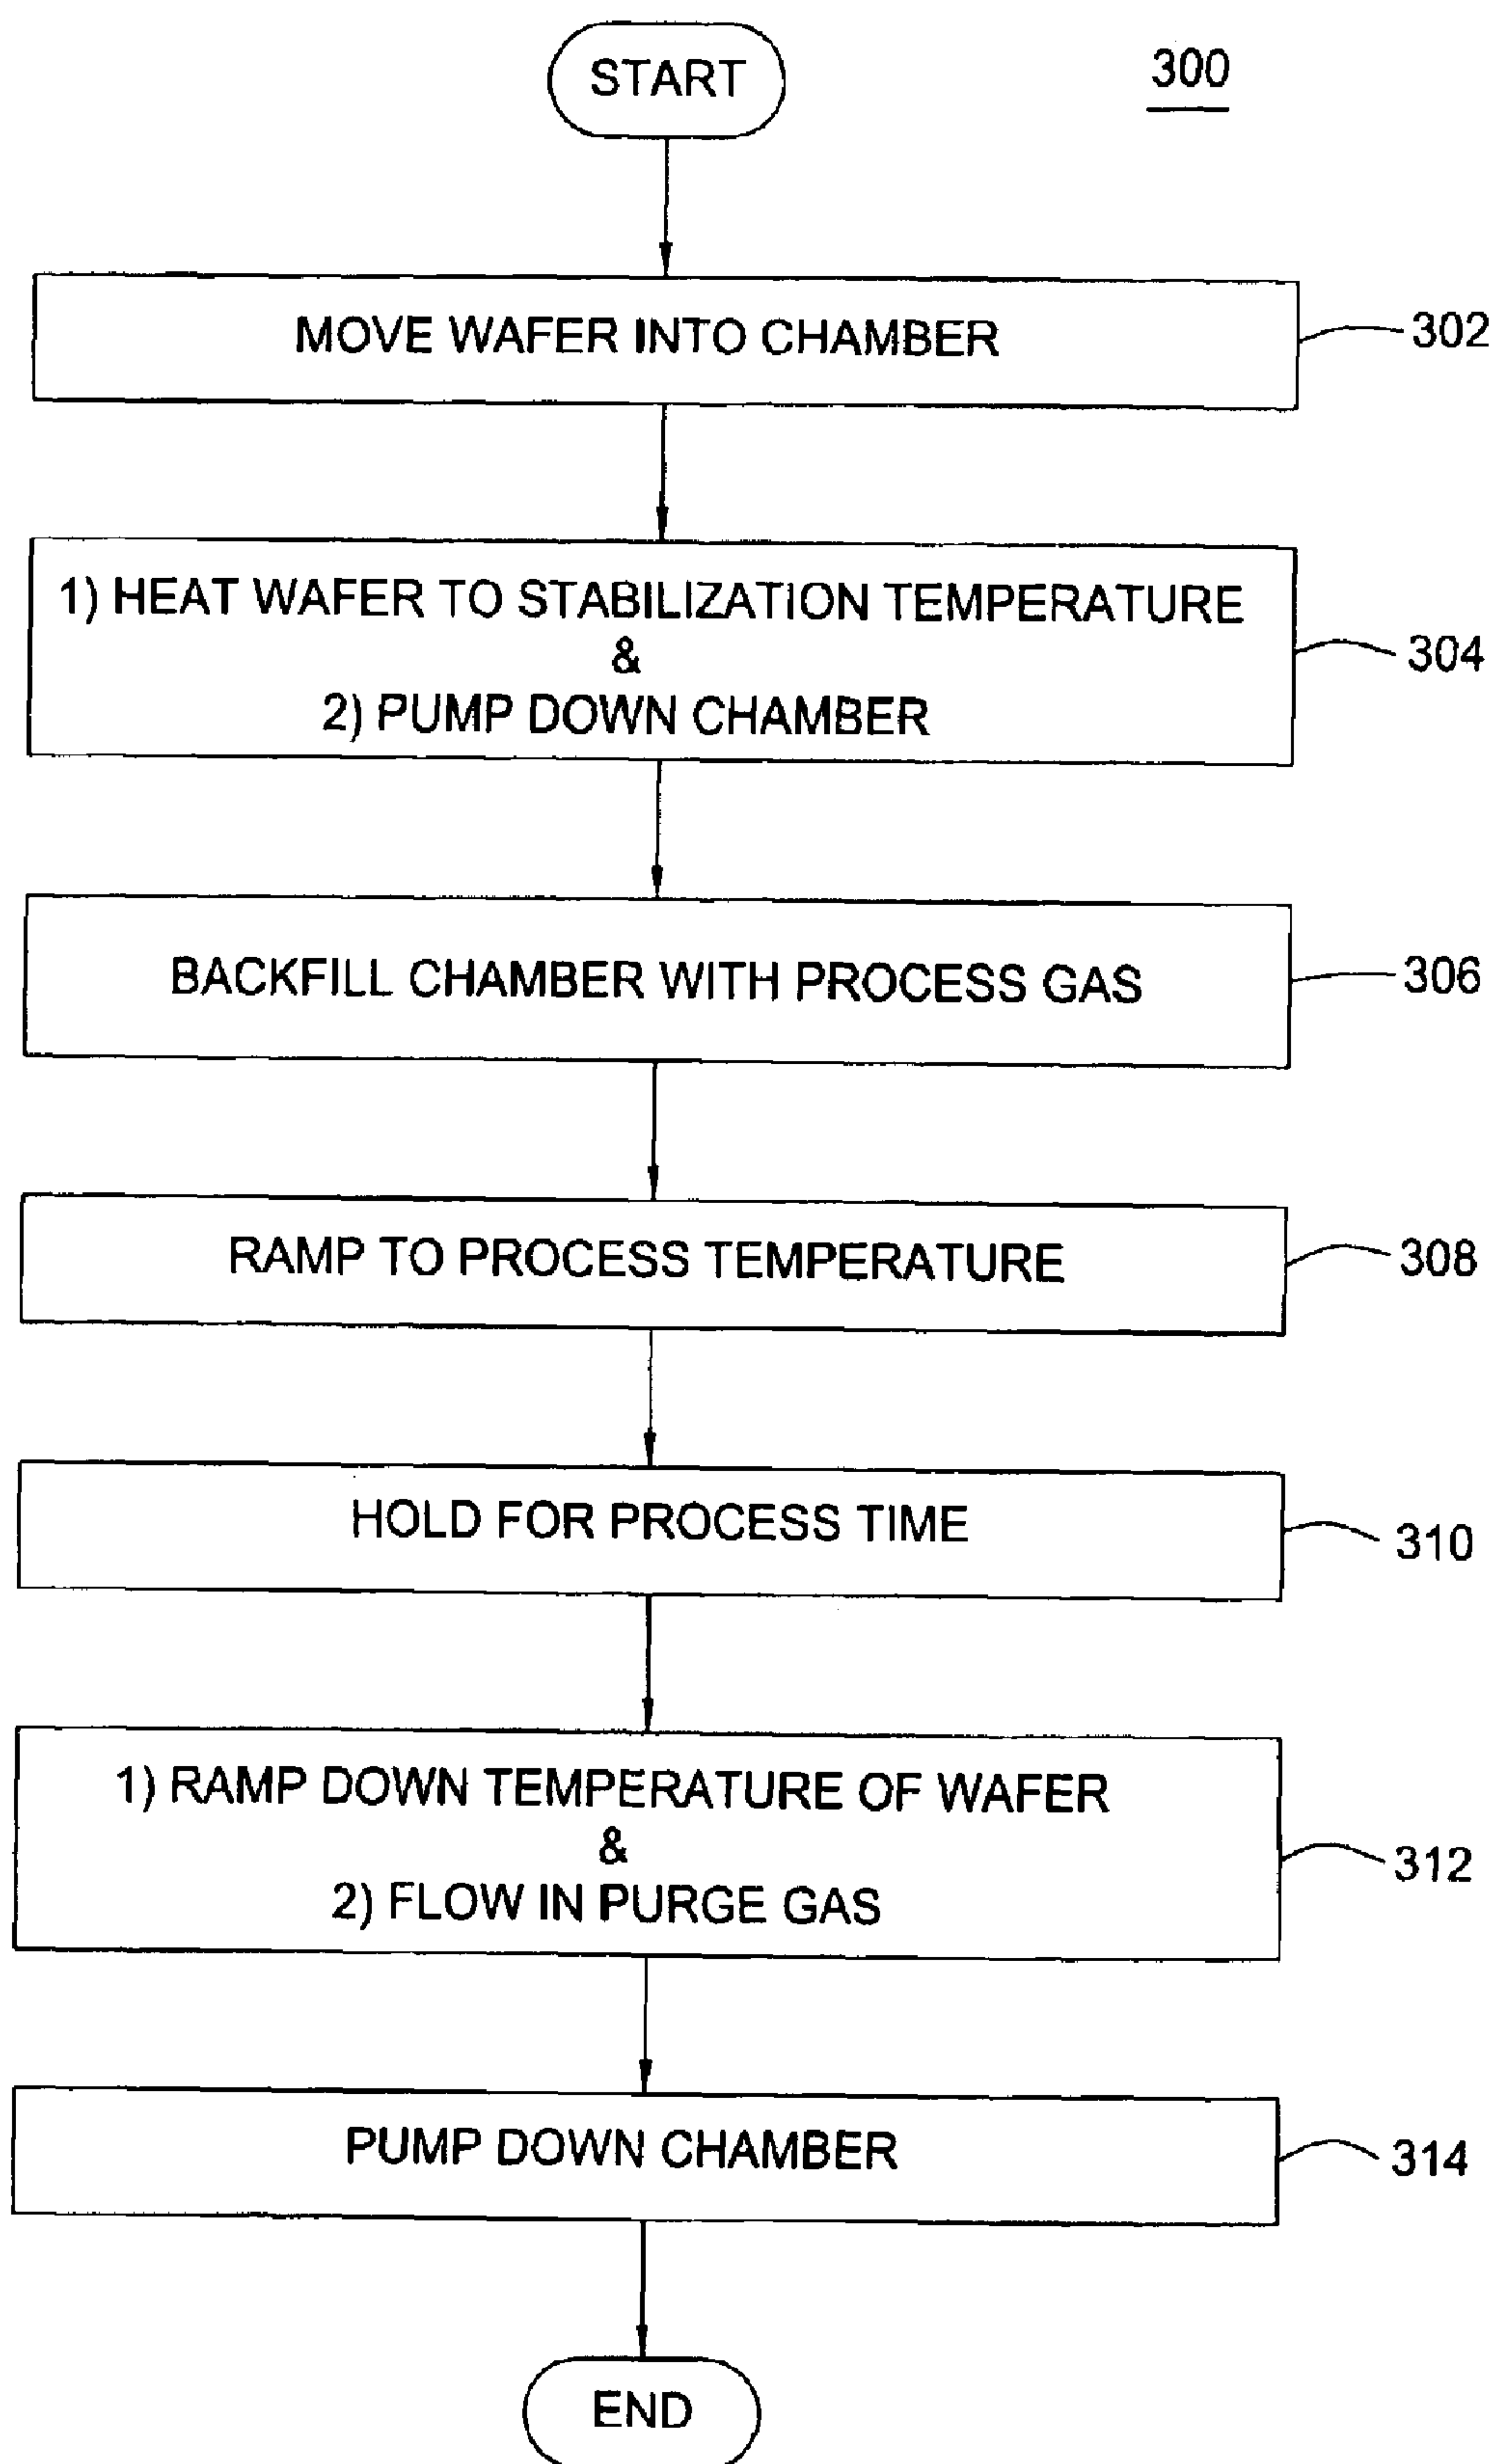 START
300
MOVE WAFER INTO CHAMBER
302
1) HEAT WAFER TO STABILIZATION TEMPERATURE
&
2) PUMP DOWN CHAMBER
304
BACKFILL CHAMBER WITH PROCESS GAS
306
RAMP TO PROCESS TEMPERATURE
308
HOLD FOR PROCESS TIME
310
1) RAMP DOWN TEMPERATURE OF WAFER
&
2) FLOW IN PURGE GAS
312
PUMP DOWN CHAMBER
314
END